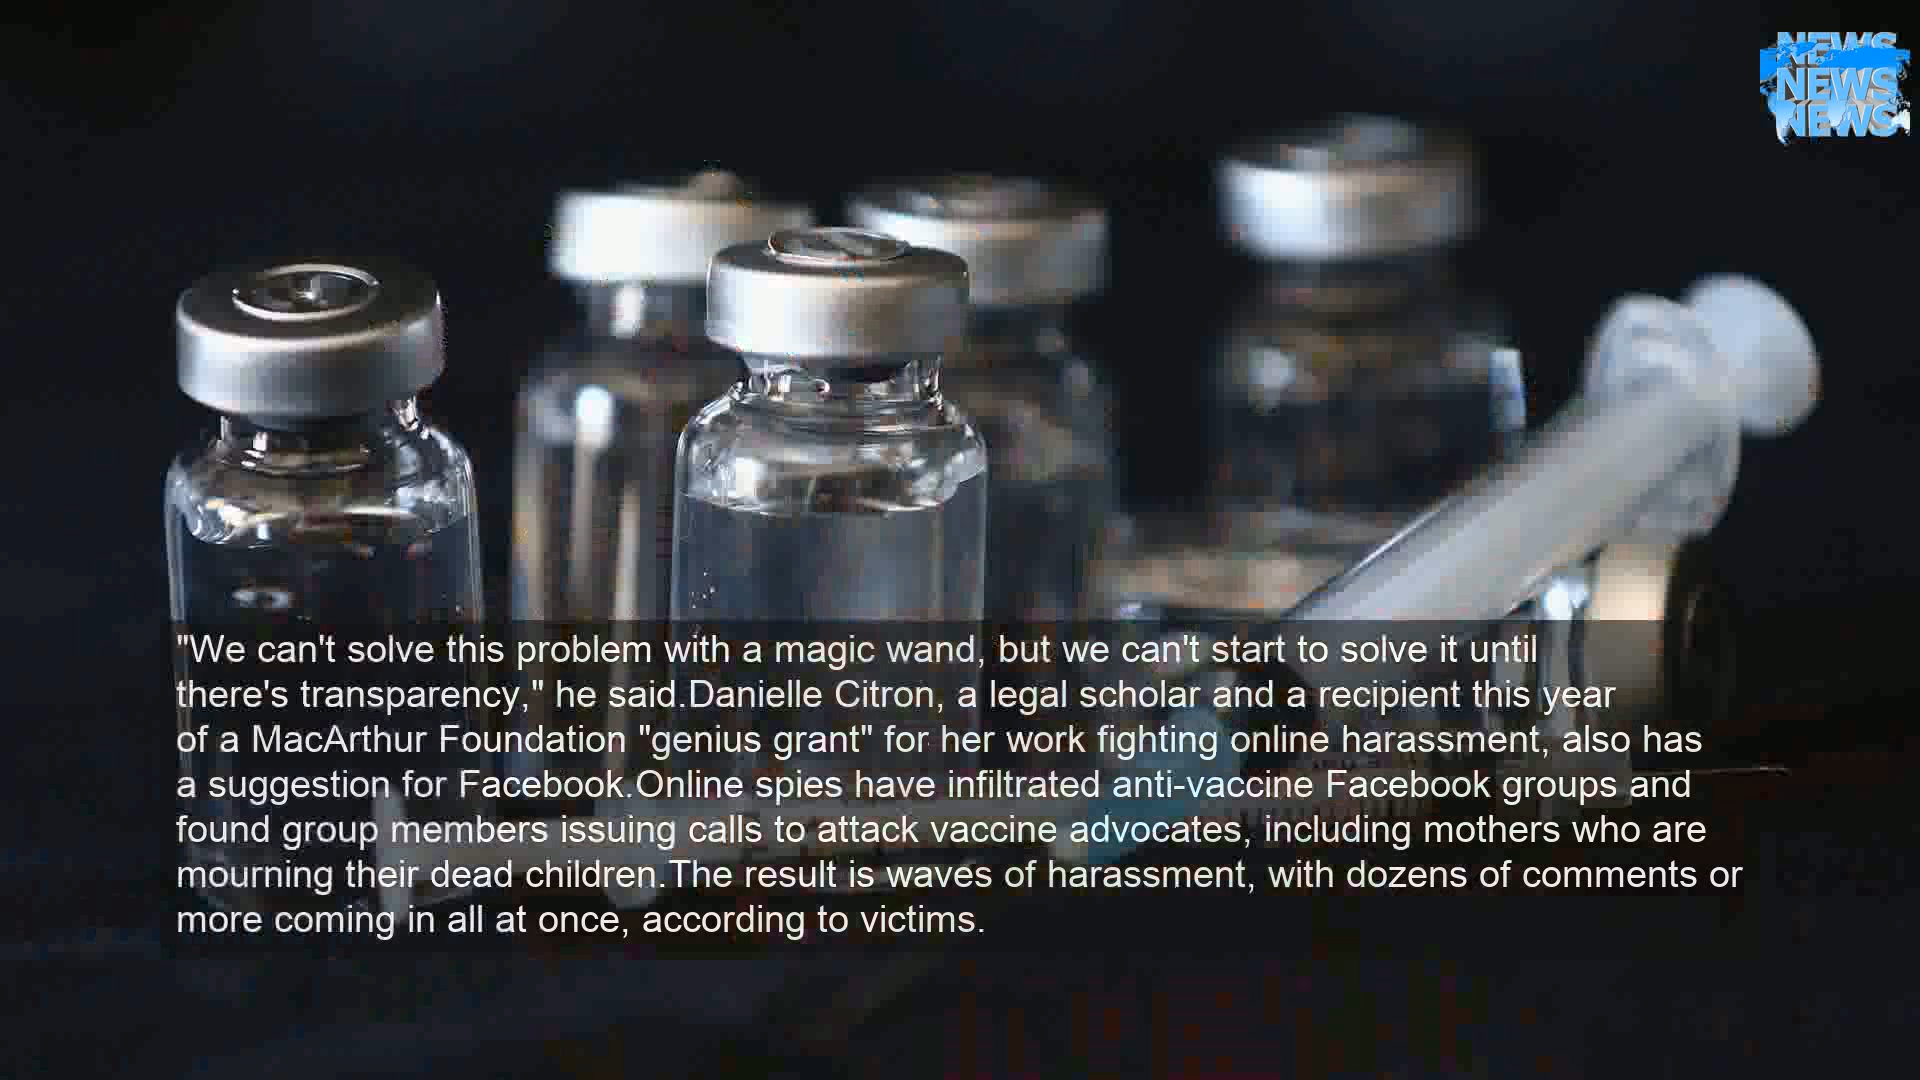 NEWS
NEWS
NEWS
"We can't solve this problem with a magic wand, but we can't start to solve it until
there's transparency," he said.Danielle Citron, a legal scholar and a recipient this year
of a MacArthur Foundation "genius grant" for her work fighting online harassment, also has
a suggestion for Facebook.Online spies have infiltrated anti-vaccine Facebook groups and
found group members issuing calls to attack vaccine advocates, including mothers who are
mourning their dead children.The result is waves of harassment, with dozens of comments or
more coming in all at once, according to victims.